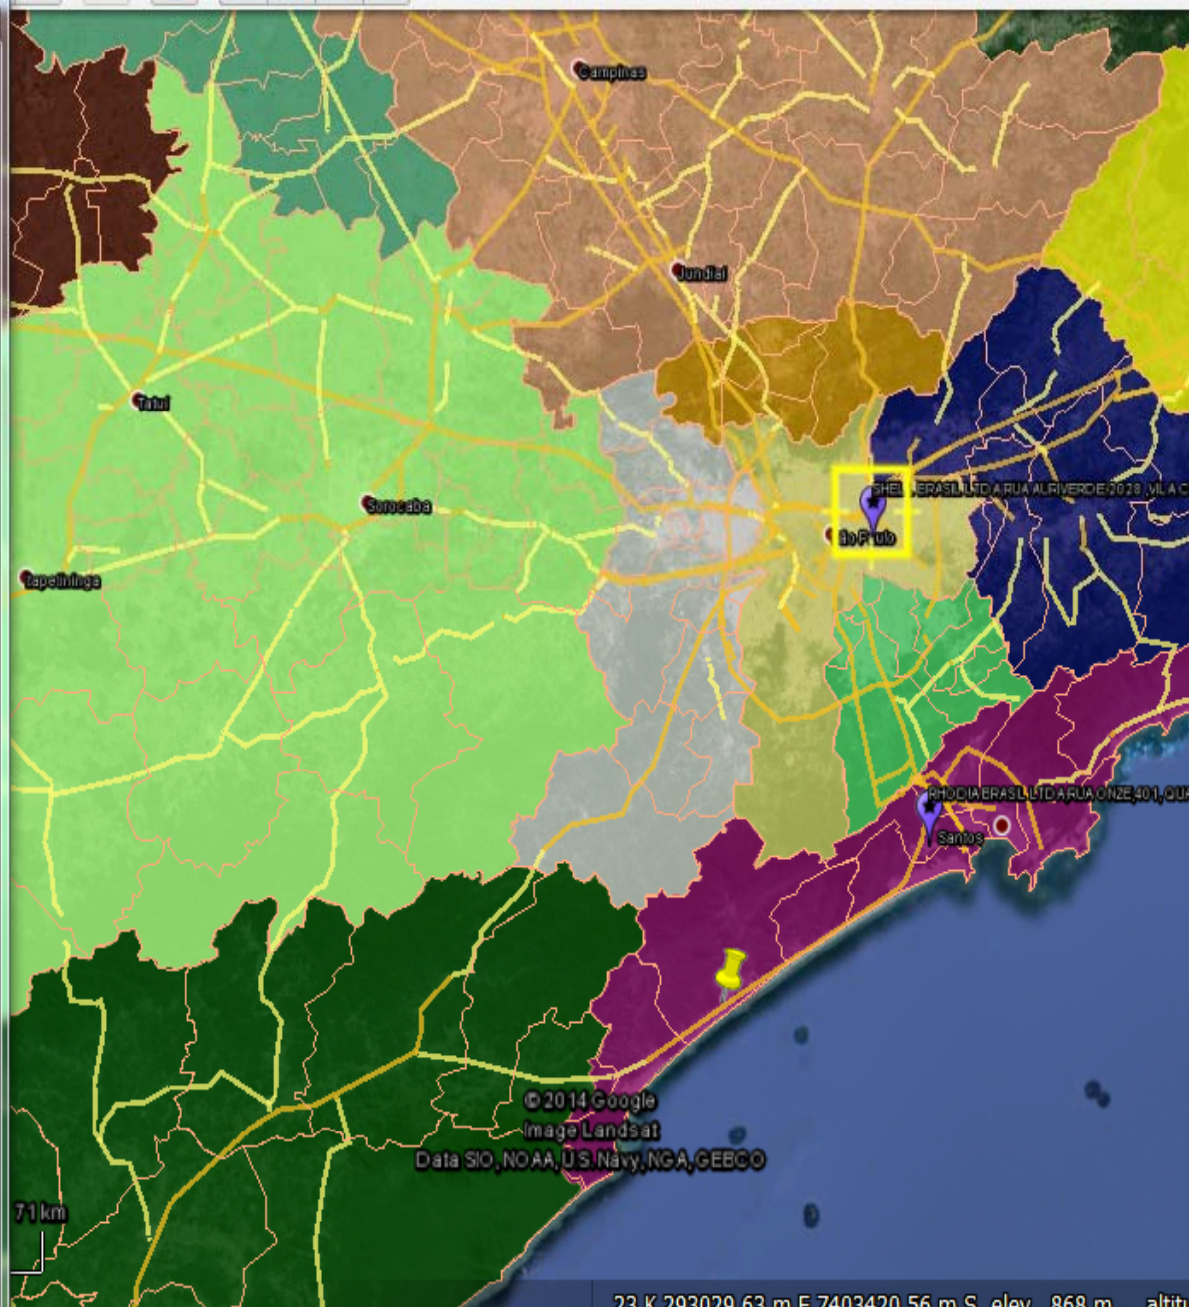 Campinas
Jundiaí
Tatuí
Sorocaba
SHELL BRASIL LTDA RUA AURIVERDE 2028 ,VILA C
São Paulo
Itapetininga
RHODIA BRASIL LTDA,RUA ONZE,401, QUA
Santos
© 2014 Google
Image Landsat
Data SIO, NOAA, U.S. Navy, NGA, GEBCO
71 km
23 K 293029.63 m E 7403420.56 m S elev 868 m altitu